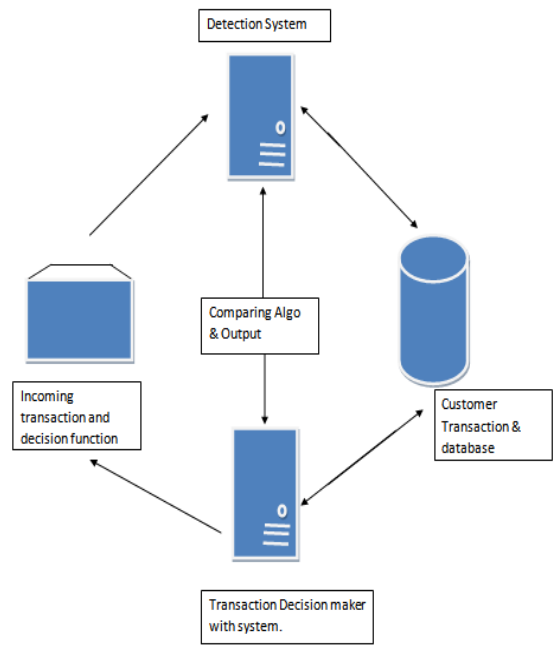 Detection System
Comparing Algo
& Output
Incoming
transaction and
decision function
Customer
Transaction &
database
Transaction Decision maker
with system.